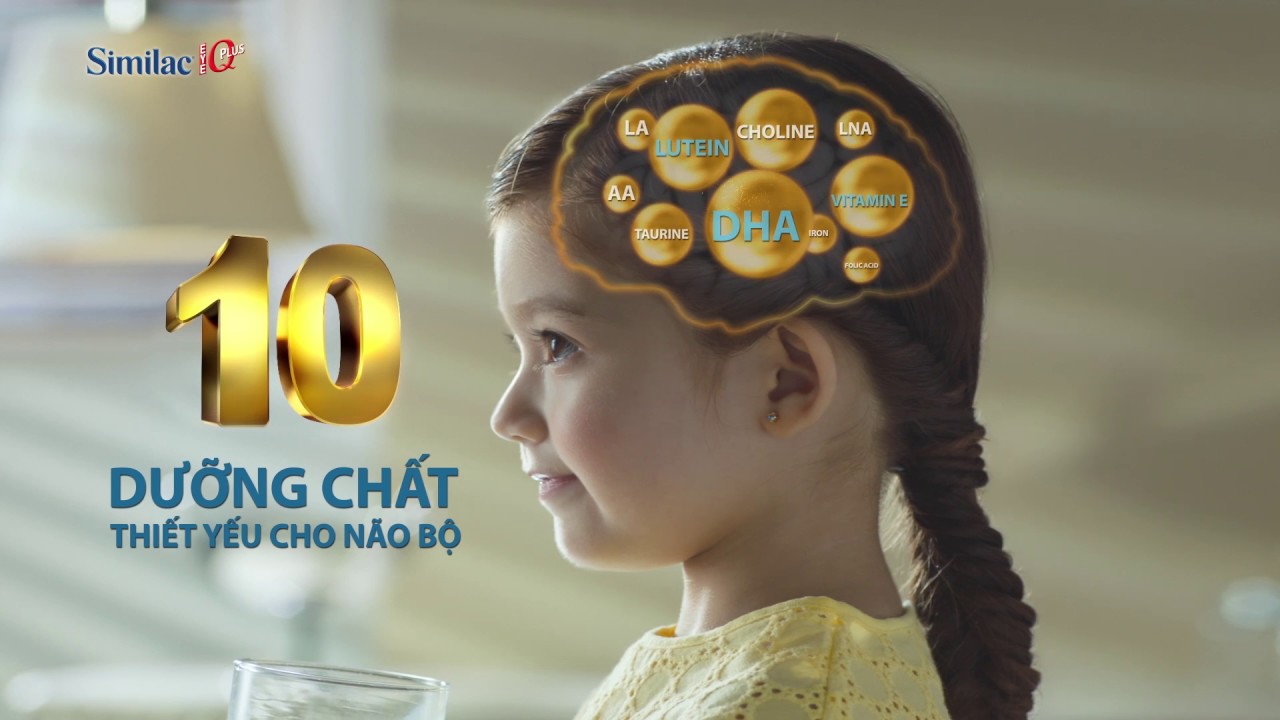 Similac EYE Q PLUS
10
DƯỠNG CHẤT
THIẾT YẾU CHO NÃO BỘ
LA
LUTEIN
CHOLINE
LNA
AA
VITAMIN E
TAURINE
DHA
IRON
FOLIC ACID